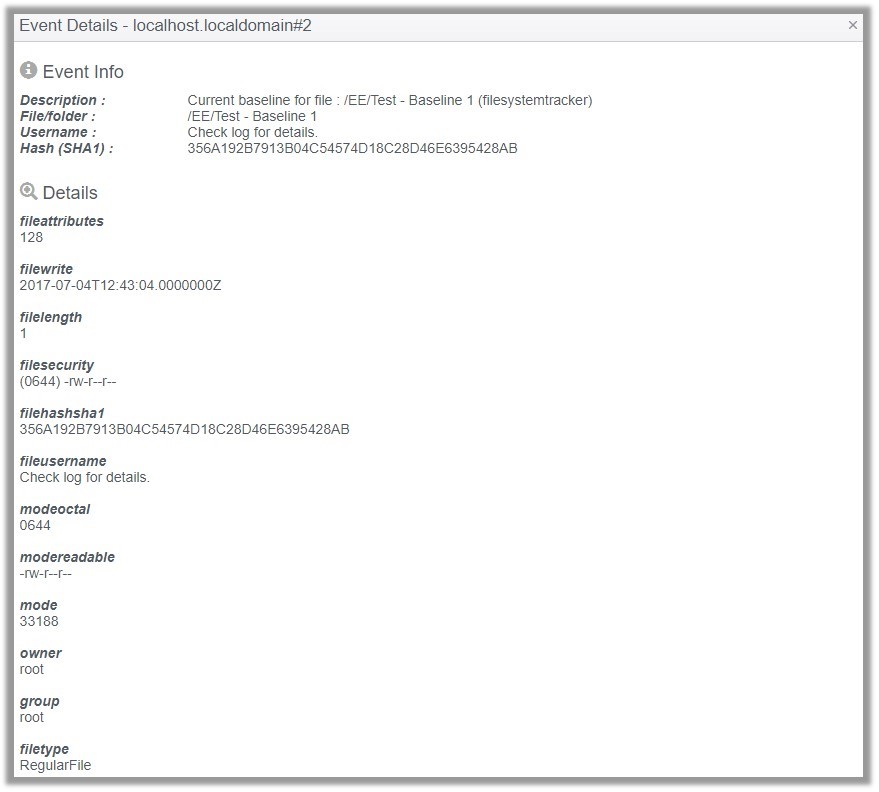 Event Details - localhost.localdomain#2 ×
Event Info
Description : Current baseline for file : /EE/Test - Baseline 1 (filesystemtracker)
File/folder : /EE/Test - Baseline 1
Username : Check log for details.
Hash (SHA1) : 356A192B7913B04C54574D18C28D46E6395428AB
Details
fileattributes
128
filewrite
2017-07-04T12:43:04.0000000Z
filelength
1
filesecurity
(0644) -rw-r--r--
filehashsha1
356A192B7913B04C54574D18C28D46E6395428AB
fileusername
Check log for details.
modeoctal
0644
modereadable
-rw-r--r--
mode
33188
owner
root
group
root
filetype
RegularFile